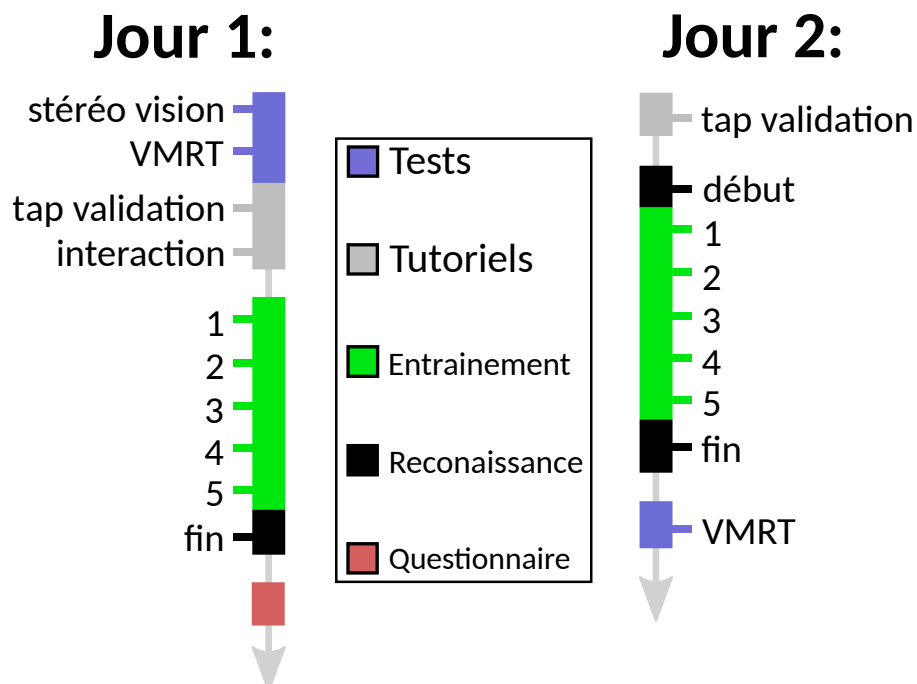 Jour 1:
stéréo vision
VMRT
tap validation
interaction
1
2
3
4
5
fin
Tests
Tutoriels
Entrainement
Reconaissance
Questionnaire
Jour 2:
tap validation
début
1
2
3
4
5
fin
VMRT